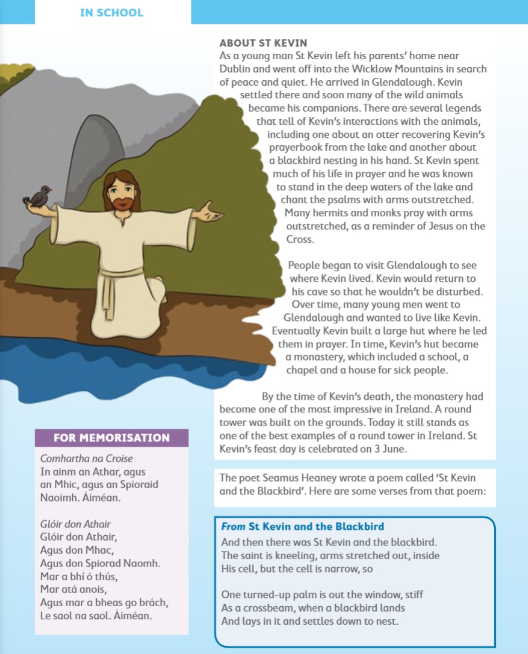 IN SCHOOL
ABOUT ST KEVIN
As a young man St Kevin left his parents' home near
Dublin and went off into the Wicklow Mountains in search
of peace and quiet. He arrived in Glendalough. Kevin
settled there and soon many of the wild animals
became his companions. There are several legends
that tell of Kevin's interactions with the animals,
including one about an otter recovering Kevin's
prayerbook from the lake and another about
a blackbird nesting in his hand. St Kevin spent
much of his life in prayer and he was known
to stand in the deep waters of the lake and
chant the psalms with arms outstretched.
Many hermits and monks pray with arms
outstretched, as a reminder of Jesus on the
Cross.
People began to visit Glendalough to see
where Kevin lived. Kevin would return to
his cave so that he wouldn't be disturbed.
Over time, many young men went to
Glendalough and wanted to live like Kevin.
Eventually Kevin built a large hut where he led
them in prayer. In time, Kevin's hut became
a monastery, which included a school, a
chapel and a house for sick people.
By the time of Kevin's death, the monastery had
become one of the most impressive in Ireland. A round
tower was built on the grounds. Today it still stands as
one of the best examples of a round tower in Ireland. St
Kevin's feast day is celebrated on 3 June.
The poet Seamus Heaney wrote a poem called 'St Kevin
and the Blackbird'. Here are some verses from that poem:
From St Kevin and the Blackbird
And then there was St Kevin and the blackbird.
The saint is kneeling, arms stretched out, inside
His cell, but the cell is narrow, so
One turned-up palm is out the window, stiff
As a crossbeam, when a blackbird lands
And lays in it and settles down to nest.
FOR MEMORISATION
Comhartha na Croise
In ainm an Athar, agus
an Mhic, agus an Spioraid
Naoimh. Áiméan.
Glóir don Athair
Glóir don Athair,
Agus don Mhac,
Agus don Spiorad Naomh.
Mar a bhí ó thús,
Mar atá anois,
Agus mar a bheas go brách,
Le saol na saol. Áiméan.